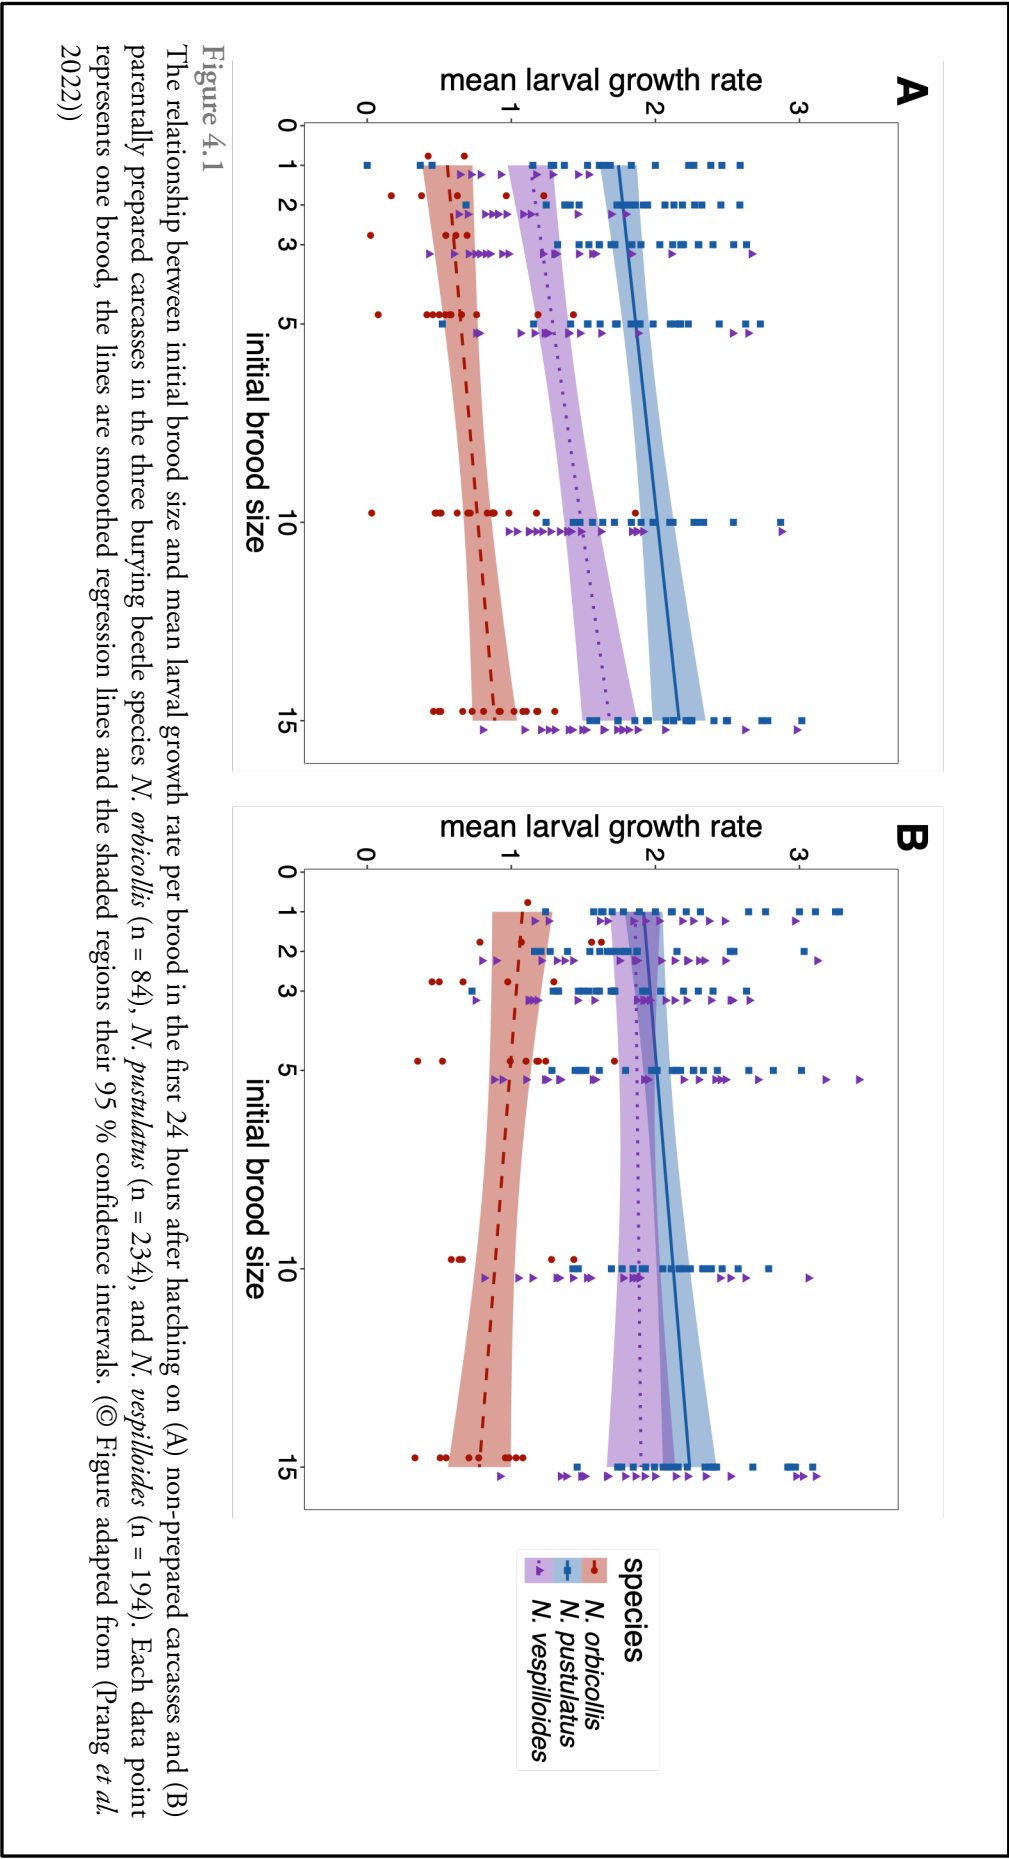 A
mean larval growth rate
3
2
1
0
0
1
2
3
5
10
15
initial brood size
B
mean larval growth rate
3
2
1
0
0
1
2
3
5
10
15
initial brood size
species
N. orbicollis
N. pustulatus
N. vespilloides
Figure 4.1
The relationship between initial brood size and mean larval growth rate per brood in the first 24 hours after hatching on (A) non-prepared carcasses and (B)
parentally prepared carcasses in the three burying beetle species N. orbicollis (n = 84), N. pustulatus (n = 234), and N. vespilloides (n = 194). Each data point
represents one brood, the lines are smoothed regression lines and the shaded regions their 95 % confidence intervals. (© Figure adapted from (Prang et al.
2022))